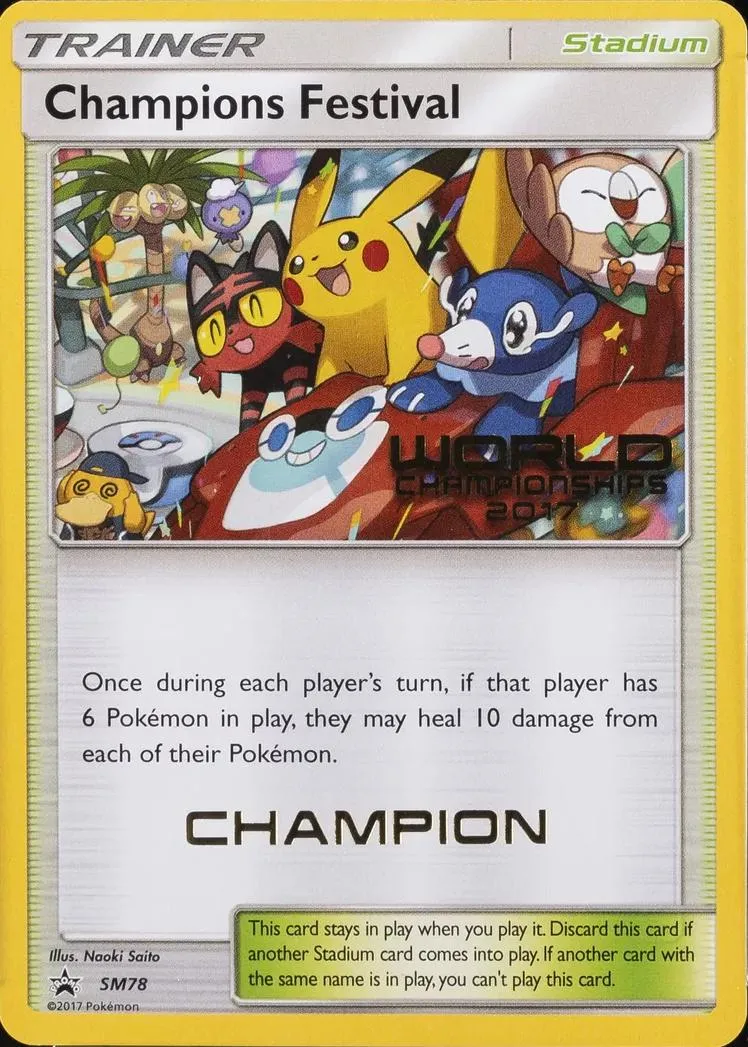 TRAINER
Stadium
Champions Festival
WORLD
CHAMPIONSHIPS
2017
Once during each player's turn, if that player has
6 Pokémon in play, they may heal 10 damage from
each of their Pokémon.
CHAMPION
This card stays in play when you play it. Discard this card if
another Stadium card comes into play. If another card with
the same name is in play, you can't play this card.
Illus. Naoki Saito
SM78
©2017 Pokémon